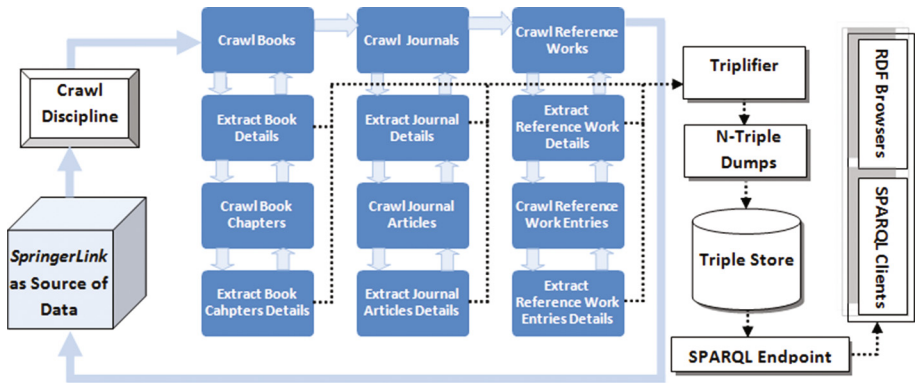 Crawl
Discipline
SpringerLink
as Source of
Data
Crawl Books
Extract Book
Details
Crawl Book
Chapters
Extract Book
Cahpters Details
Crawl Journals
Extract Journal
Details
Crawl Journal
Articles
Extract Journal
Articles Details
Crawl Reference
Works
Extract
Reference Work
Details
Crawl Reference
Work Entries
Extract
Reference Work
Entries Details
Triplifier
N-Triple
Dumps
Triple Store
SPARQL Endpoint
RDF Browsers
SPARQL Clients